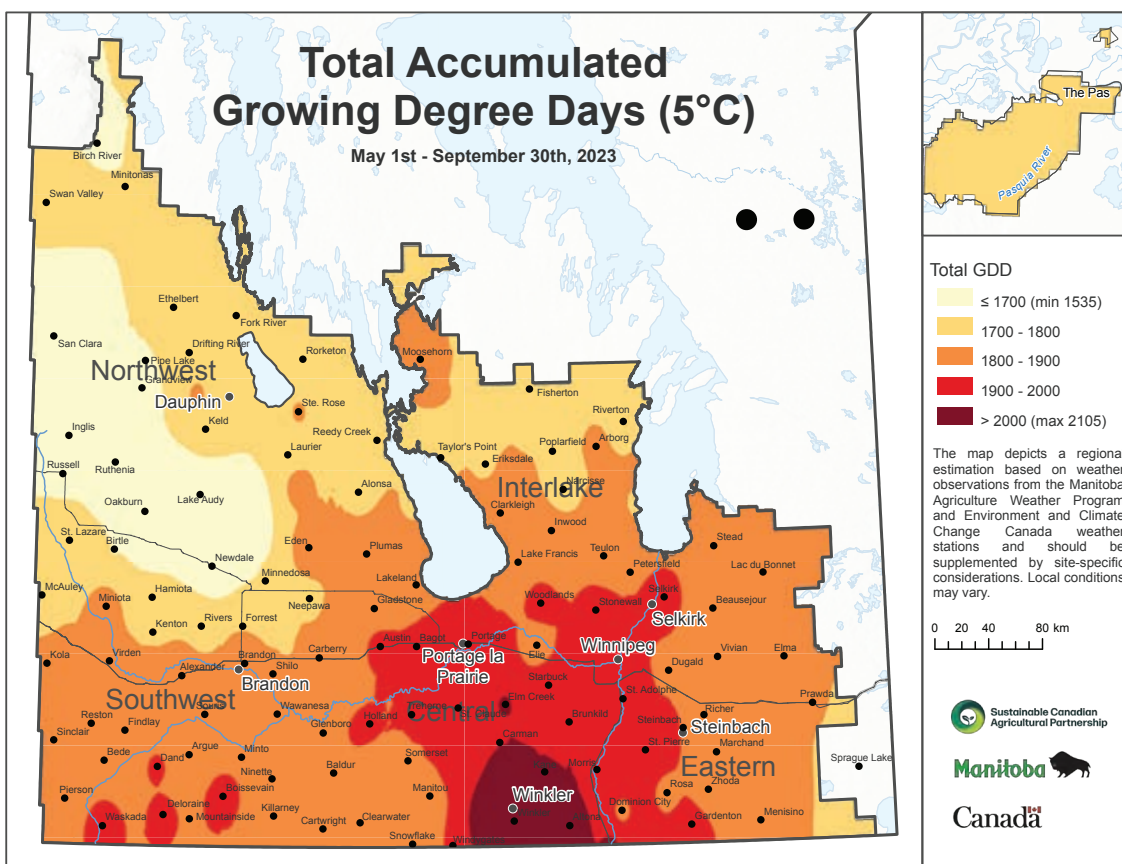 Total Accumulated
Growing Degree Days (5°C)
May 1st - September 30th, 2023
Birch River
Minitonas
Swan Valley
Ethelbert
Fork River
San Clara
Drifting River
Pipe Lake
Rorketon
Moosehorn
Northwest
Grandview
Dauphin
Ste. Rose
Fisherton
Keld
Riverton
Inglis
Reedy Creek
Laurier
Taylor's Point
Poplarfield
Arborg
Eriksdale
Russell
Ruthenia
Lake Audy
Alonsa
Interlake
Narcisse
Oakburn
Clarkleigh
St. Lazare
Birtle
Eden
Plumas
Inwood
Stead
Newdale
Lake Francis
Teulon
Petersfield
Lac du Bonnet
Minnedosa
Lakeland
McAuley
Miniota
Hamiota
Neepawa
Gladstone
Woodlands
Stonewall
Selkirk
Selkirk
Beausejour
Kenton
Rivers
Forrest
Austin
Bagot
Portage
Portage la
Prairie
Elie
Winnipeg
Vivian
Elma
Kola
Virden
Brandon
Carberry
Dugald
Alexander
Brandon
Shilo
Starbuck
Southwest
Souris
Wawanesa
Holland
Treherne
Central
Elm Creek
St. Adolphe
Prawda
Reston
Findlay
Glenboro
Brunkild
Steinbach
Steinbach
Richer
Sinclair
Carman
St. Pierre
Marchand
Bede
Dand
Argue
Minto
Baldur
Somerset
Morris
Eastern
Sprague Lake
Ninette
Boissevain
Manitou
Winkler
Rosa
Zhoda
Pierson
Deloraine
Killarney
Dominion City
Menisino
Waskada
Mountainside
Cartwright
Clearwater
Gardenton
Snowflake
The Pas
Pasquia River
Total GDD
≤ 1700 (min 1535)
1700 - 1800
1800 - 1900
1900 - 2000
> 2000 (max 2105)
The map depicts a regional
estimation based on weather
observations from the Manitoba
Agriculture Weather Program
and Environment and Climate
Change Canada weather
stations and should be
supplemented by site-specific
considerations. Local conditions
may vary.
0 20 40 80 km
Sustainable Canadian
Agricultural Partnership
Manitoba
Canada